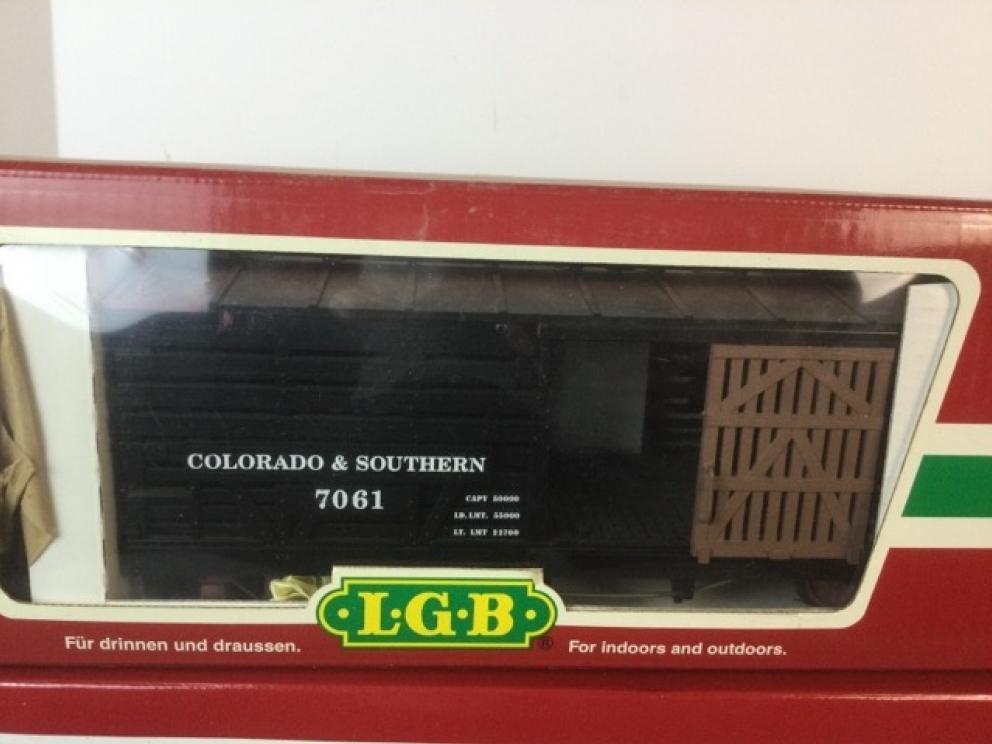 COLORADO & SOUTHERN
7061
CAPY 50000
LD. LMT. 55000
LT. LMT 22700
L·G·B
®
Für drinnen und draussen.
For indoors and outdoors.